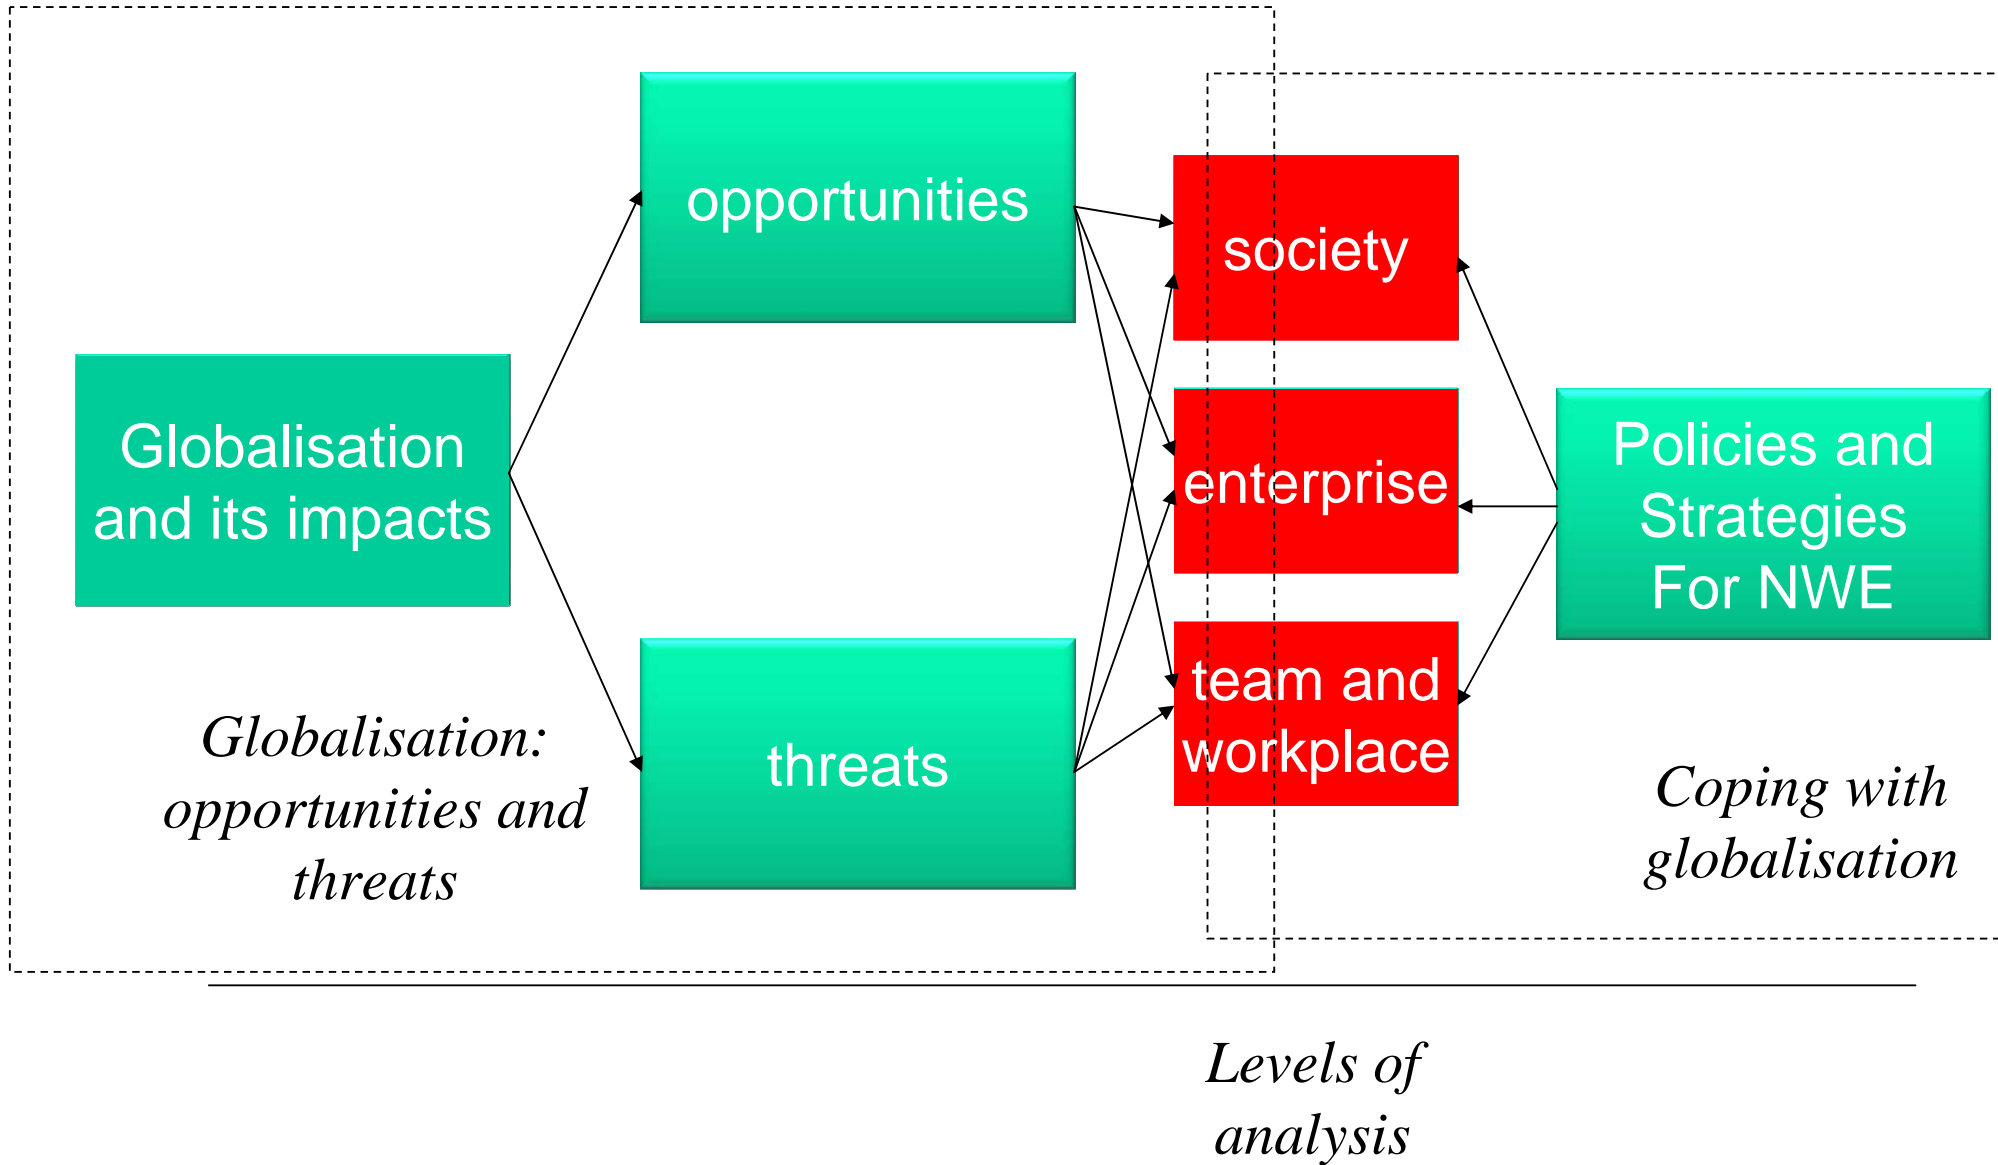 opportunities
society
Globalisation
and its impacts
enterprise
Policies and
Strategies
For NWE
threats
team and
workplace
Globalisation:
opportunities and
threats
Coping with
globalisation
Levels of
analysis